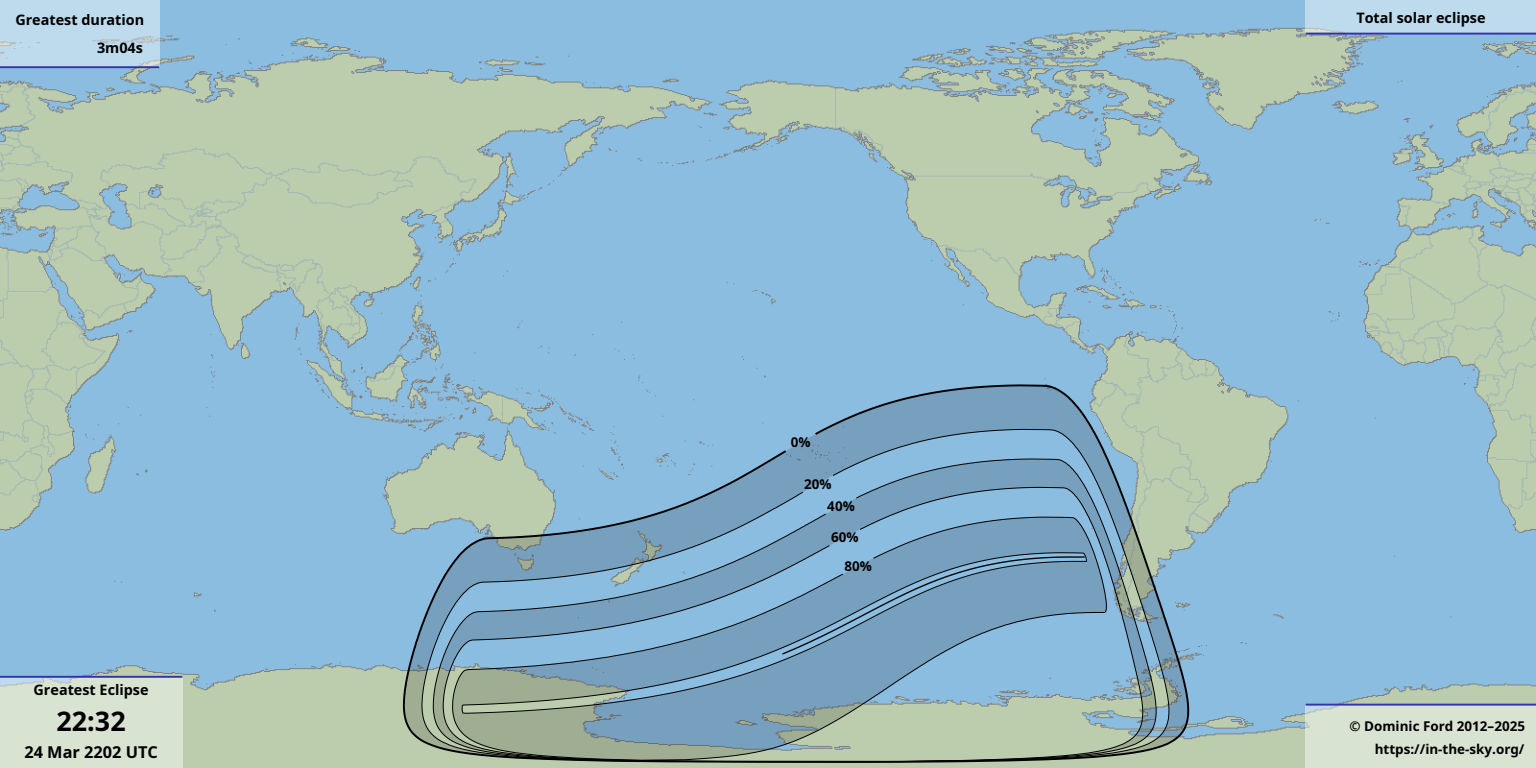 Greatest duration
3m04s
Total solar eclipse
0%
20%
40%
60%
80%
Greatest Eclipse
22:32
24 Mar 2202 UTC
© Dominic Ford 2012–2025
https://in-the-sky.org/